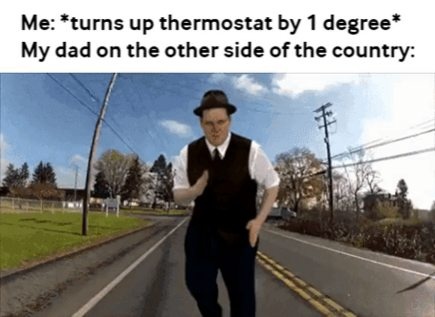 Me: *turns up thermostat by 1 degree*
My dad on the other side of the country: